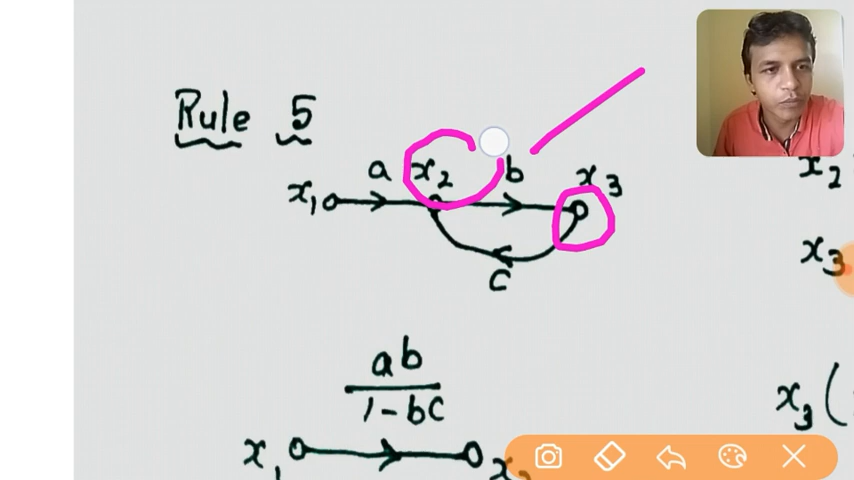 Rule 5
a x₂ b x₃
x₁
c
x₂
x₃
ab
1-bc
x₃(
x₁